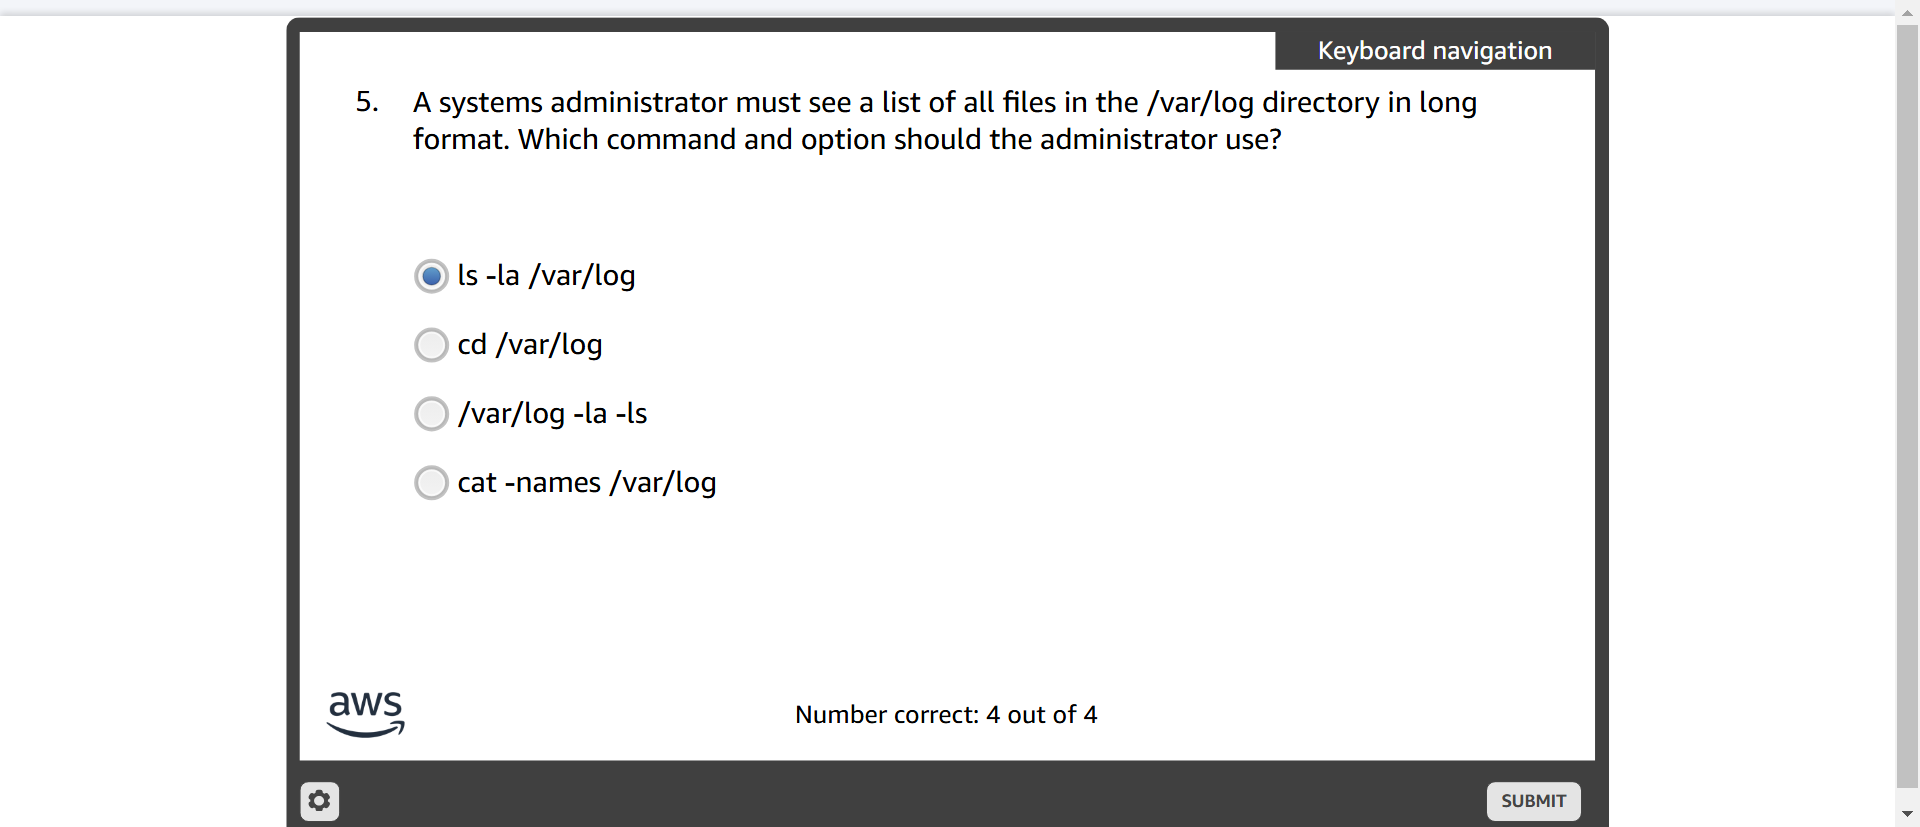 Keyboard navigation
5. A systems administrator must see a list of all files in the /var/log directory in long
format. Which command and option should the administrator use?
ls -la /var/log
cd /var/log
/var/log -la -ls
cat -names /var/log
aws
Number correct: 4 out of 4
SUBMIT